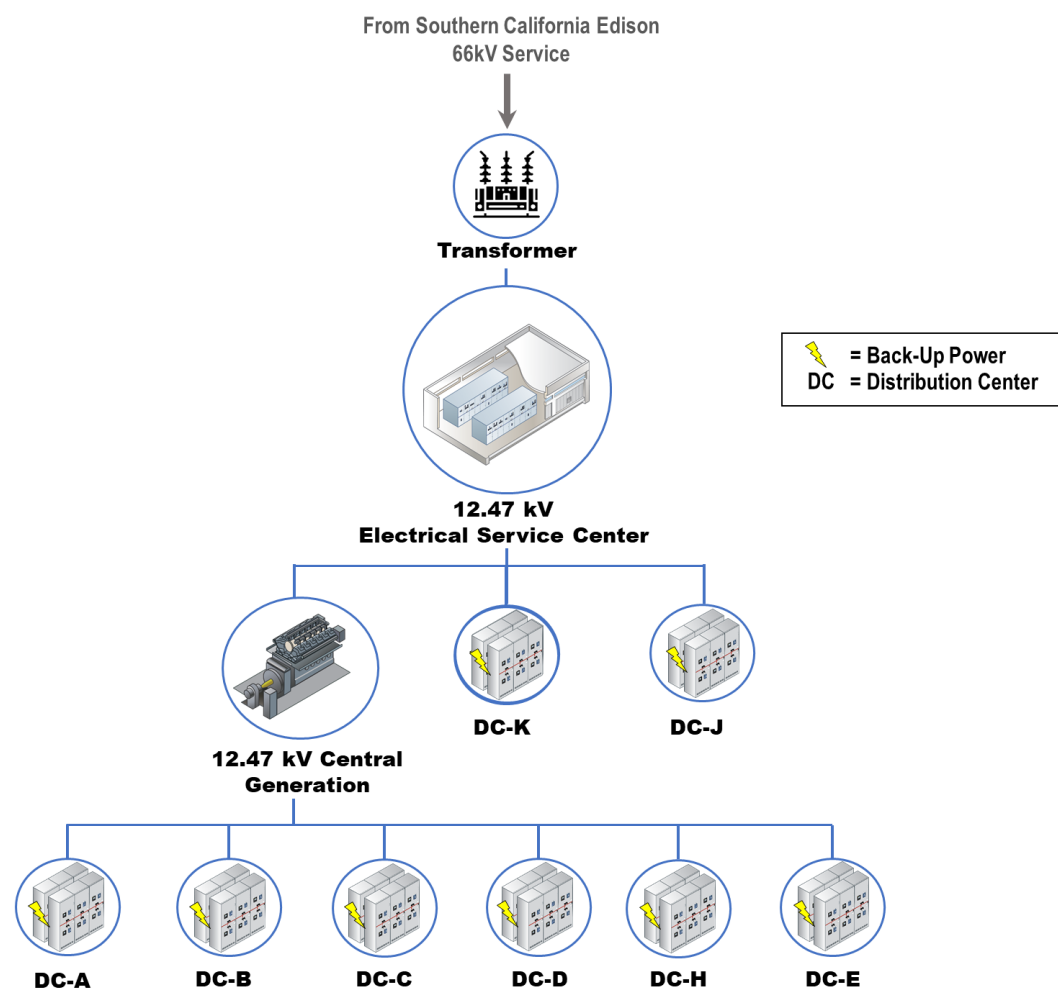 From Southern California Edison
66kV Service
Transformer
= Back-Up Power
DC = Distribution Center
12.47 kV
Electrical Service Center
DC-K
DC-J
12.47 kV Central
Generation
DC-A
DC-B
DC-C
DC-D
DC-H
DC-E